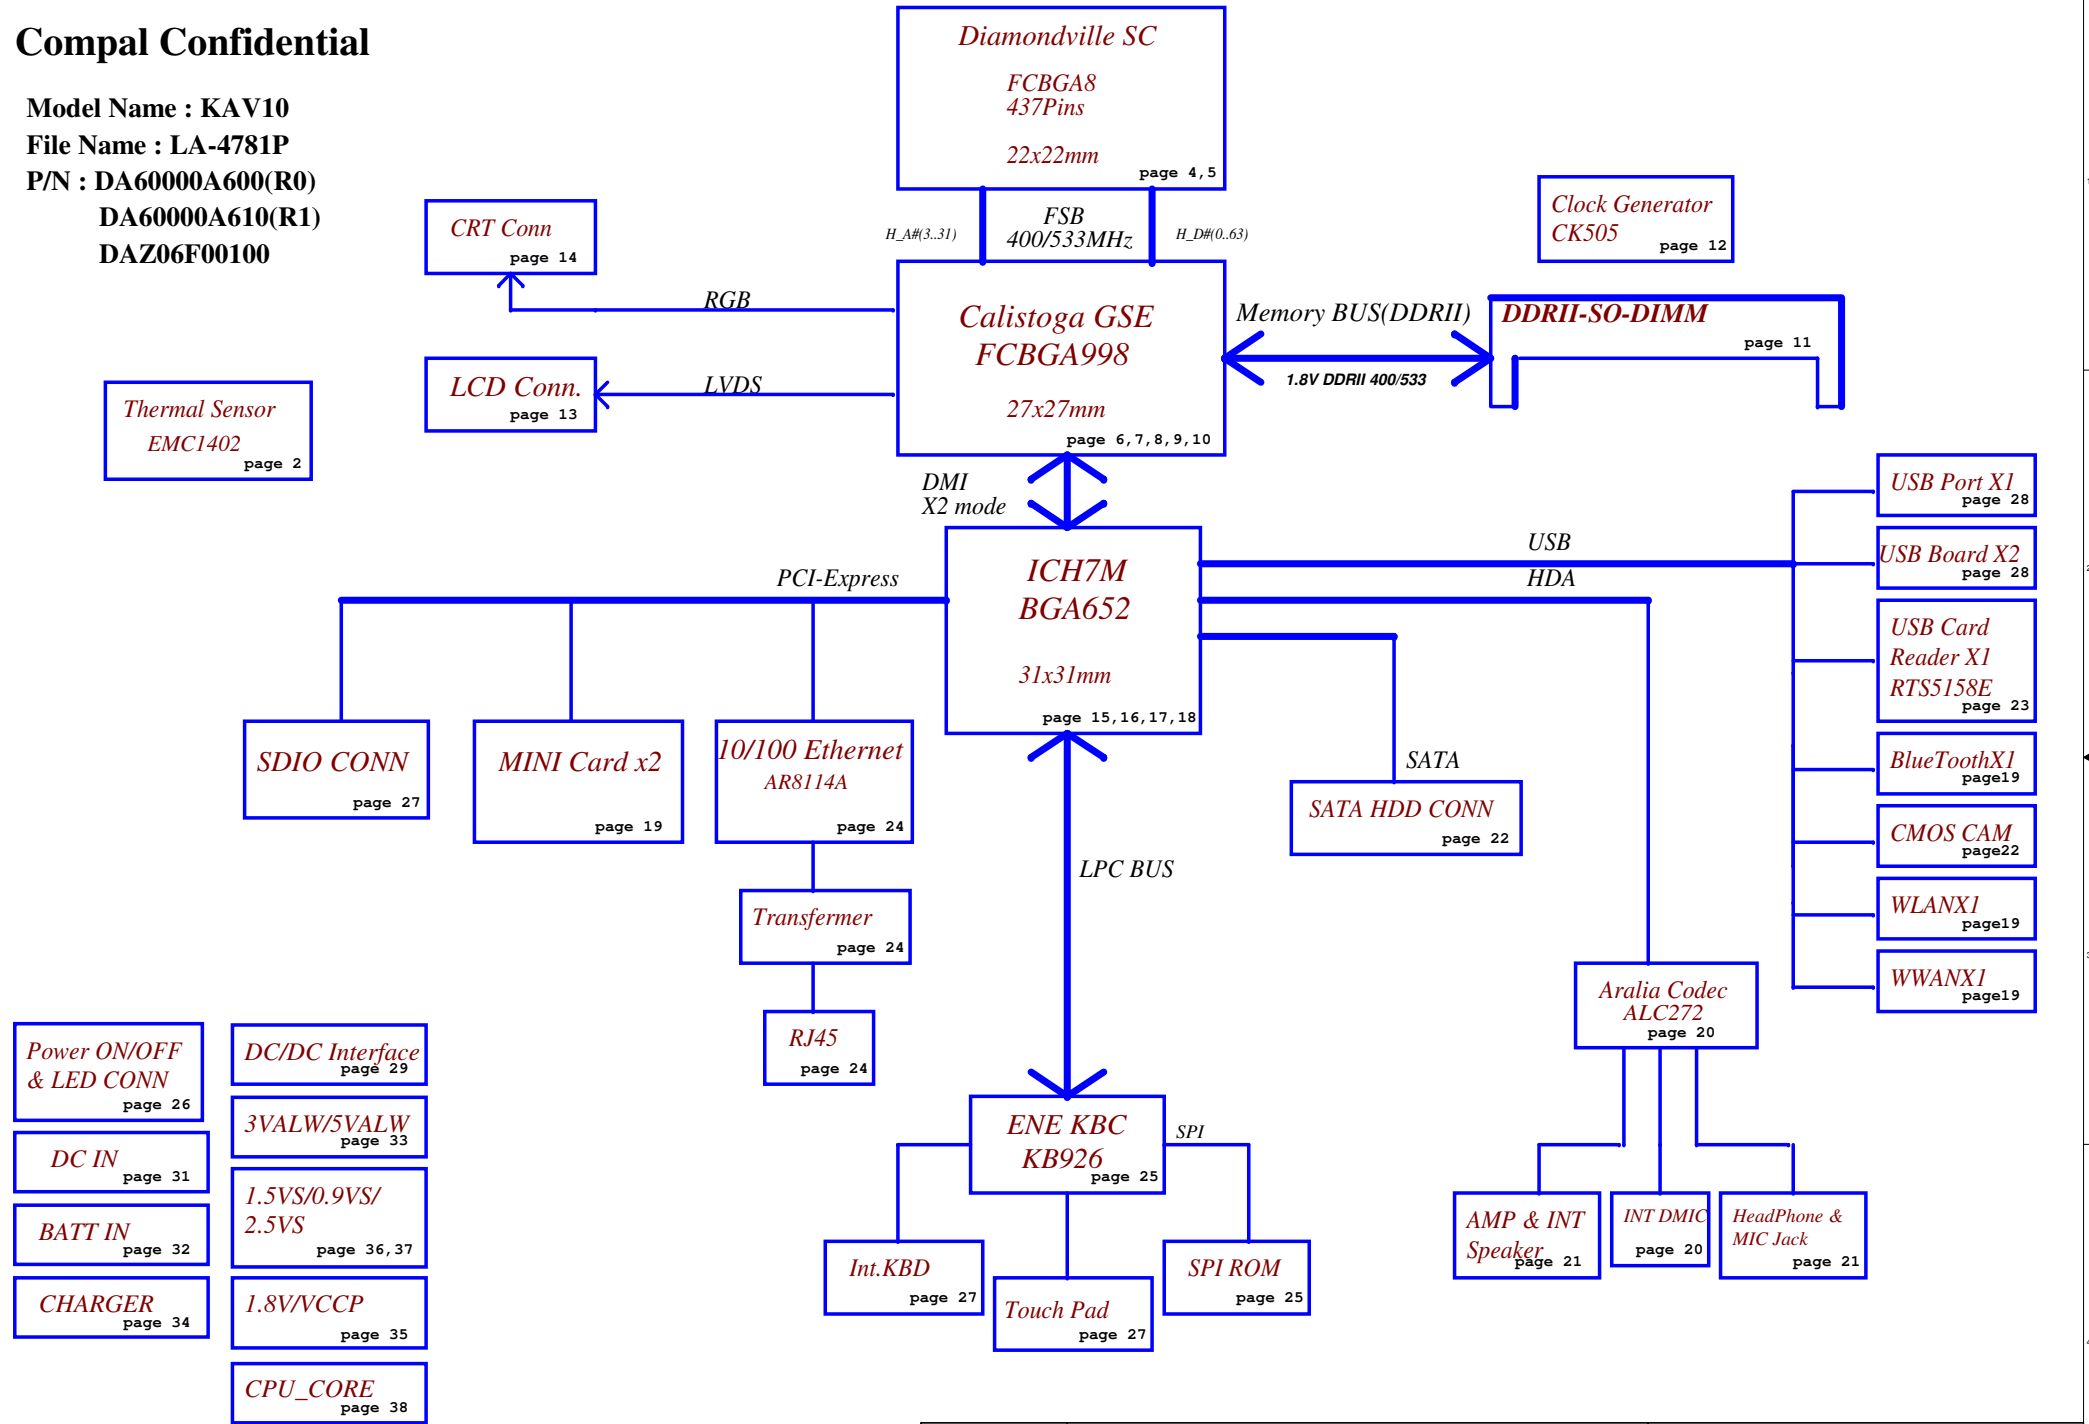 Compal Confidential
Model Name : KAV10
File Name : LA-4781P
P/N : DA60000A600(R0)
DA60000A610(R1)
DAZ06F00100
Diamondville SC
FCBGA8
437Pins
22x22mm
page 4,5
H_A#(3..31)
FSB
400/533MHz
H_D#(0..63)
Clock Generator
CK505
page 12
CRT Conn
page 14
RGB
Calistoga GSE
FCBGA998
27x27mm
page 6,7,8,9,10
Memory BUS(DDRII)
1.8V DDRII 400/533
DDRII-SO-DIMM
page 11
LCD Conn.
page 13
LVDS
Thermal Sensor
EMC1402
page 2
DMI
X2 mode
ICH7M
BGA652
31x31mm
page 15,16,17,18
PCI-Express
USB
HDA
SATA
USB Port X1
page 28
USB Board X2
page 28
USB Card
Reader X1
RTS5158E
page 23
BlueToothX1
page19
CMOS CAM
page22
WLANX1
page19
WWANX1
page19
SDIO CONN
page 27
MINI Card x2
page 19
10/100 Ethernet
AR8114A
page 24
SATA HDD CONN
page 22
LPC BUS
Transfermer
page 24
RJ45
page 24
Aralia Codec
ALC272
page 20
Power ON/OFF
& LED CONN
page 26
DC/DC Interface
page 29
3VALW/5VALW
page 33
DC IN
page 31
1.5VS/0.9VS/
2.5VS
page 36,37
BATT IN
page 32
CHARGER
page 34
1.8V/VCCP
page 35
CPU_CORE
page 38
ENE KBC
KB926
page 25
SPI
Int.KBD
page 27
Touch Pad
page 27
SPI ROM
page 25
AMP & INT
Speaker
page 21
INT DMIC
page 20
HeadPhone &
MIC Jack
page 21